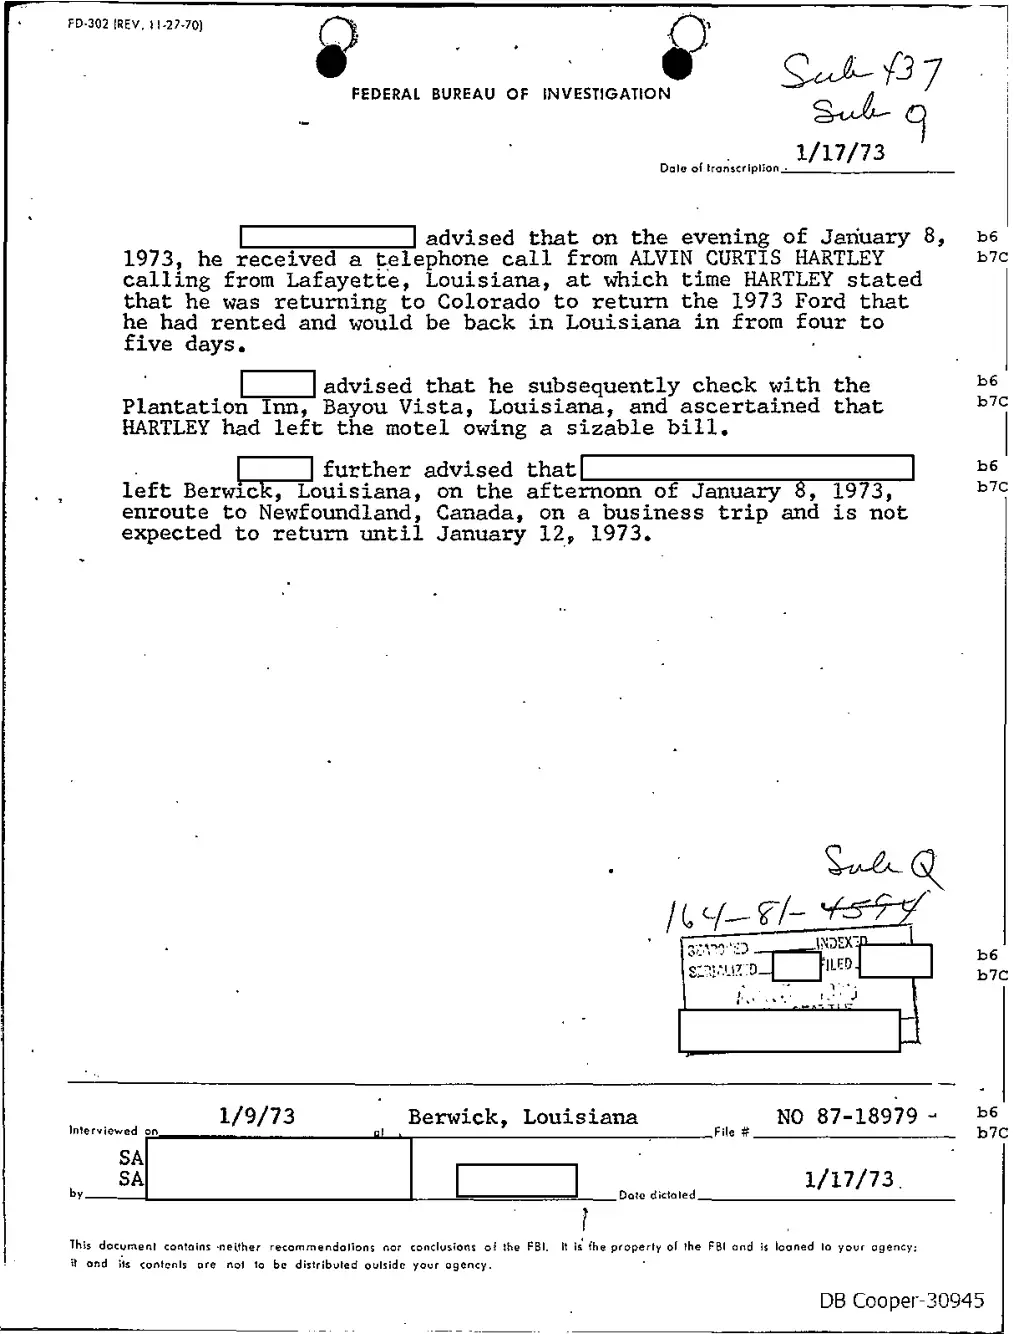 FD-302 (REV. 11-27-70)
FEDERAL BUREAU OF INVESTIGATION
Sub 437
Sub 9
Date of transcription 1/17/73
advised that on the evening of January 8, b6
1973, he received a telephone call from ALVIN CURTIS HARTLEY b7C
calling from Lafayette, Louisiana, at which time HARTLEY stated
that he was returning to Colorado to return the 1973 Ford that
he had rented and would be back in Louisiana in from four to
five days.
advised that he subsequently check with the b6
Plantation Inn, Bayou Vista, Louisiana, and ascertained that b7C
HARTLEY had left the motel owing a sizable bill.
further advised that b6
left Berwick, Louisiana, on the afternonn of January 8, 1973, b7C
enroute to Newfoundland, Canada, on a business trip and is not
expected to return until January 12, 1973.
Sub Q
164-81-4594
SEARCHED INDEXED b6
SERIALIZED FILED b7C
Interviewed on 1/9/73 at Berwick, Louisiana File # NO 87-18979 b6
b7C
SA
SA
by Date dictated 1/17/73
This document contains neither recommendations nor conclusions of the FBI. It is the property of the FBI and is loaned to your agency;
it and its contents are not to be distributed outside your agency.
DB Cooper-30945